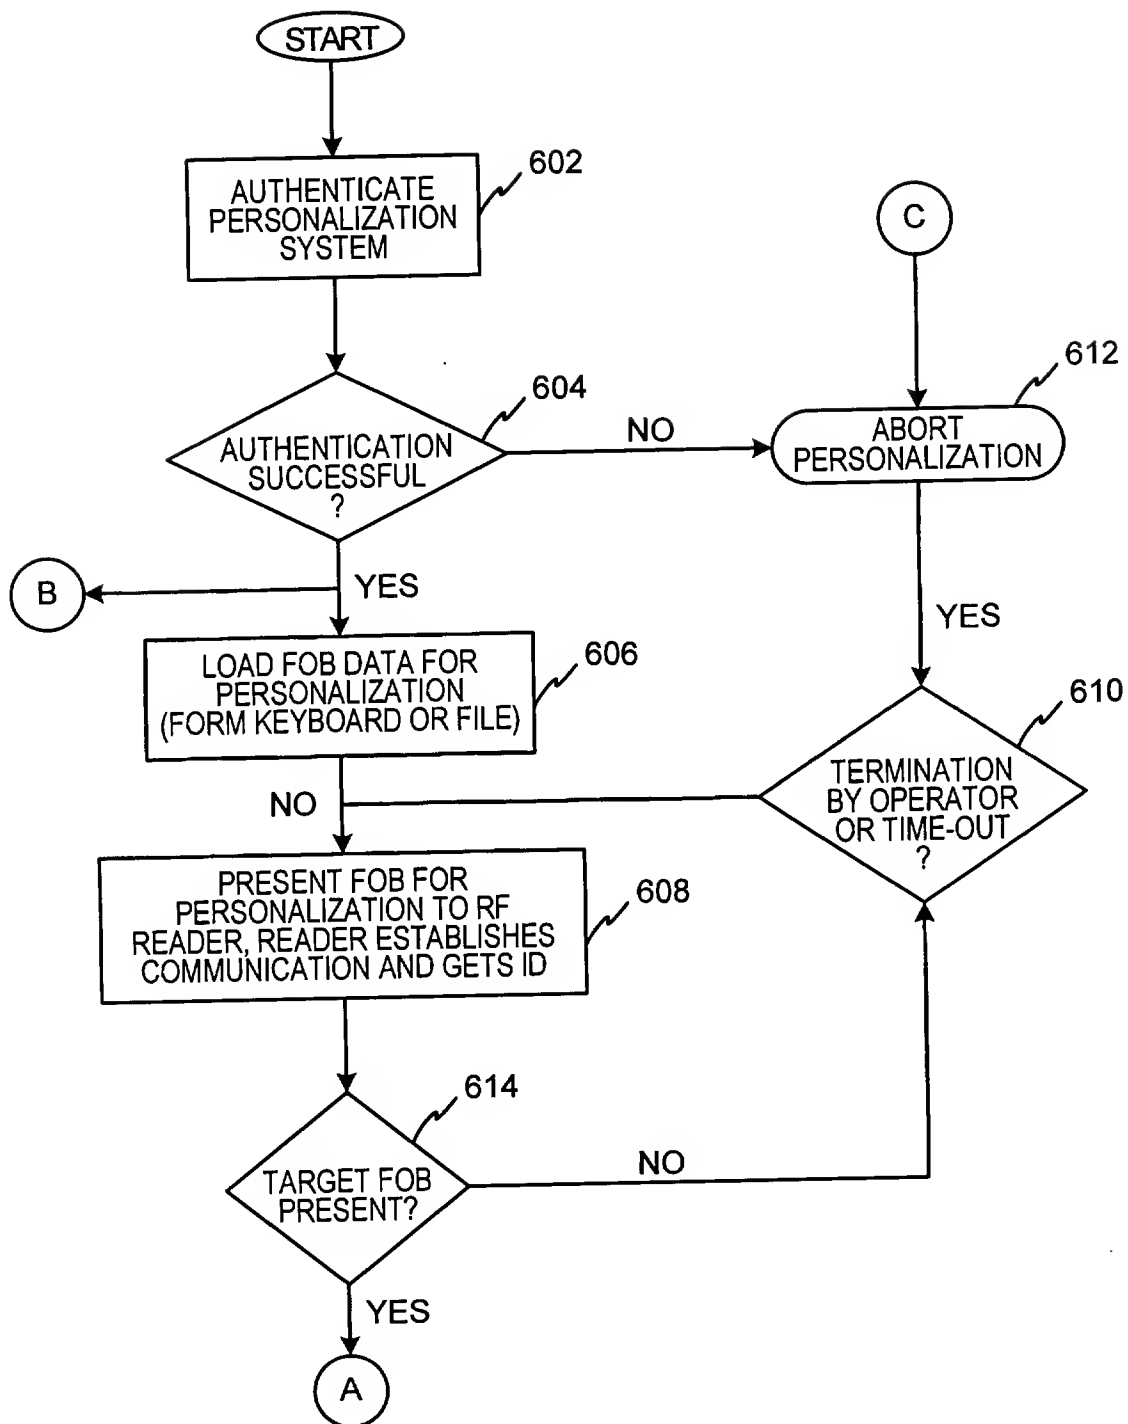 START
602
AUTHENTICATE
PERSONALIZATION
SYSTEM
C
612
604
AUTHENTICATION
SUCCESSFUL
?
NO
ABORT
PERSONALIZATION
B
YES
YES
606
LOAD FOB DATA FOR
PERSONALIZATION
(FORM KEYBOARD OR FILE)
610
TERMINATION
BY OPERATOR
OR TIME-OUT
?
NO
608
PRESENT FOB FOR
PERSONALIZATION TO RF
READER, READER ESTABLISHES
COMMUNICATION AND GETS ID
614
TARGET FOB
PRESENT?
NO
YES
A